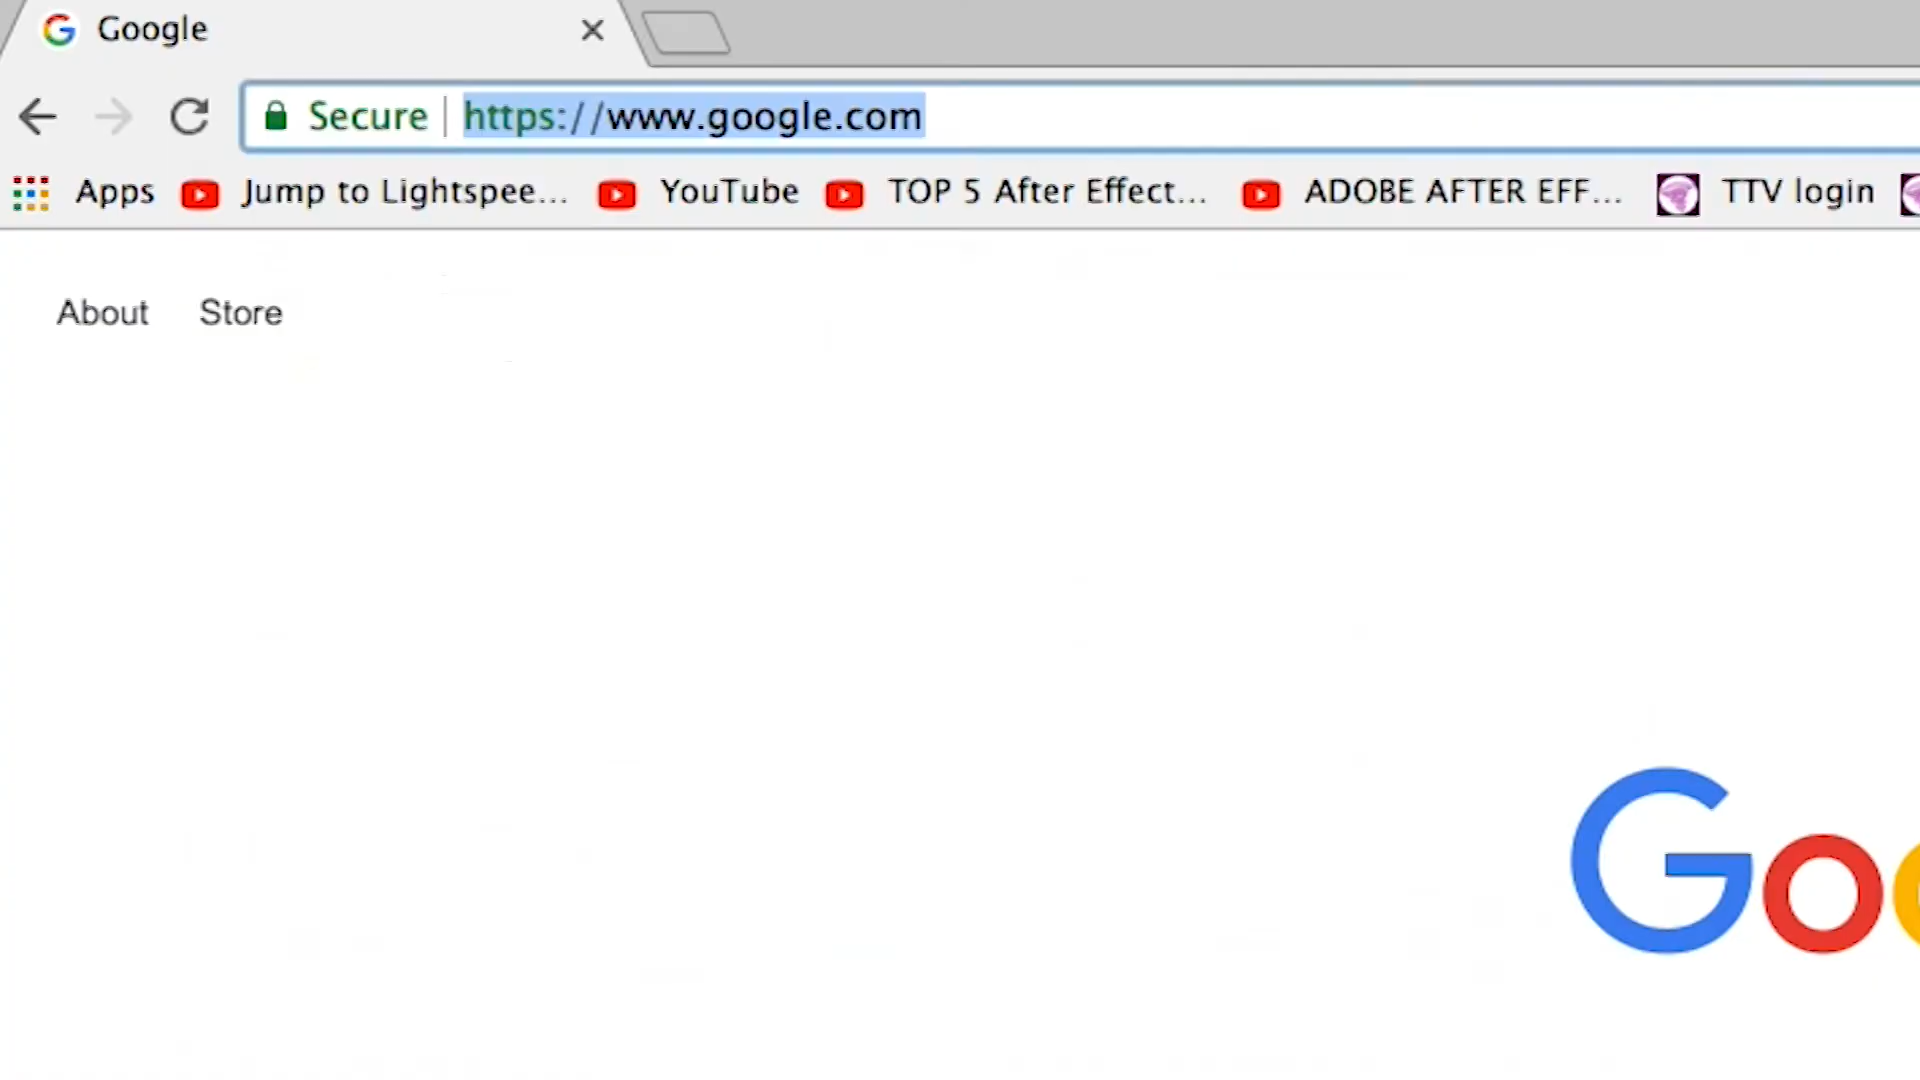 Google
Secure https://www.google.com
Apps Jump to Lightspee... YouTube TOP 5 After Effect... ADOBE AFTER EFF... TTV login
About Store
Go